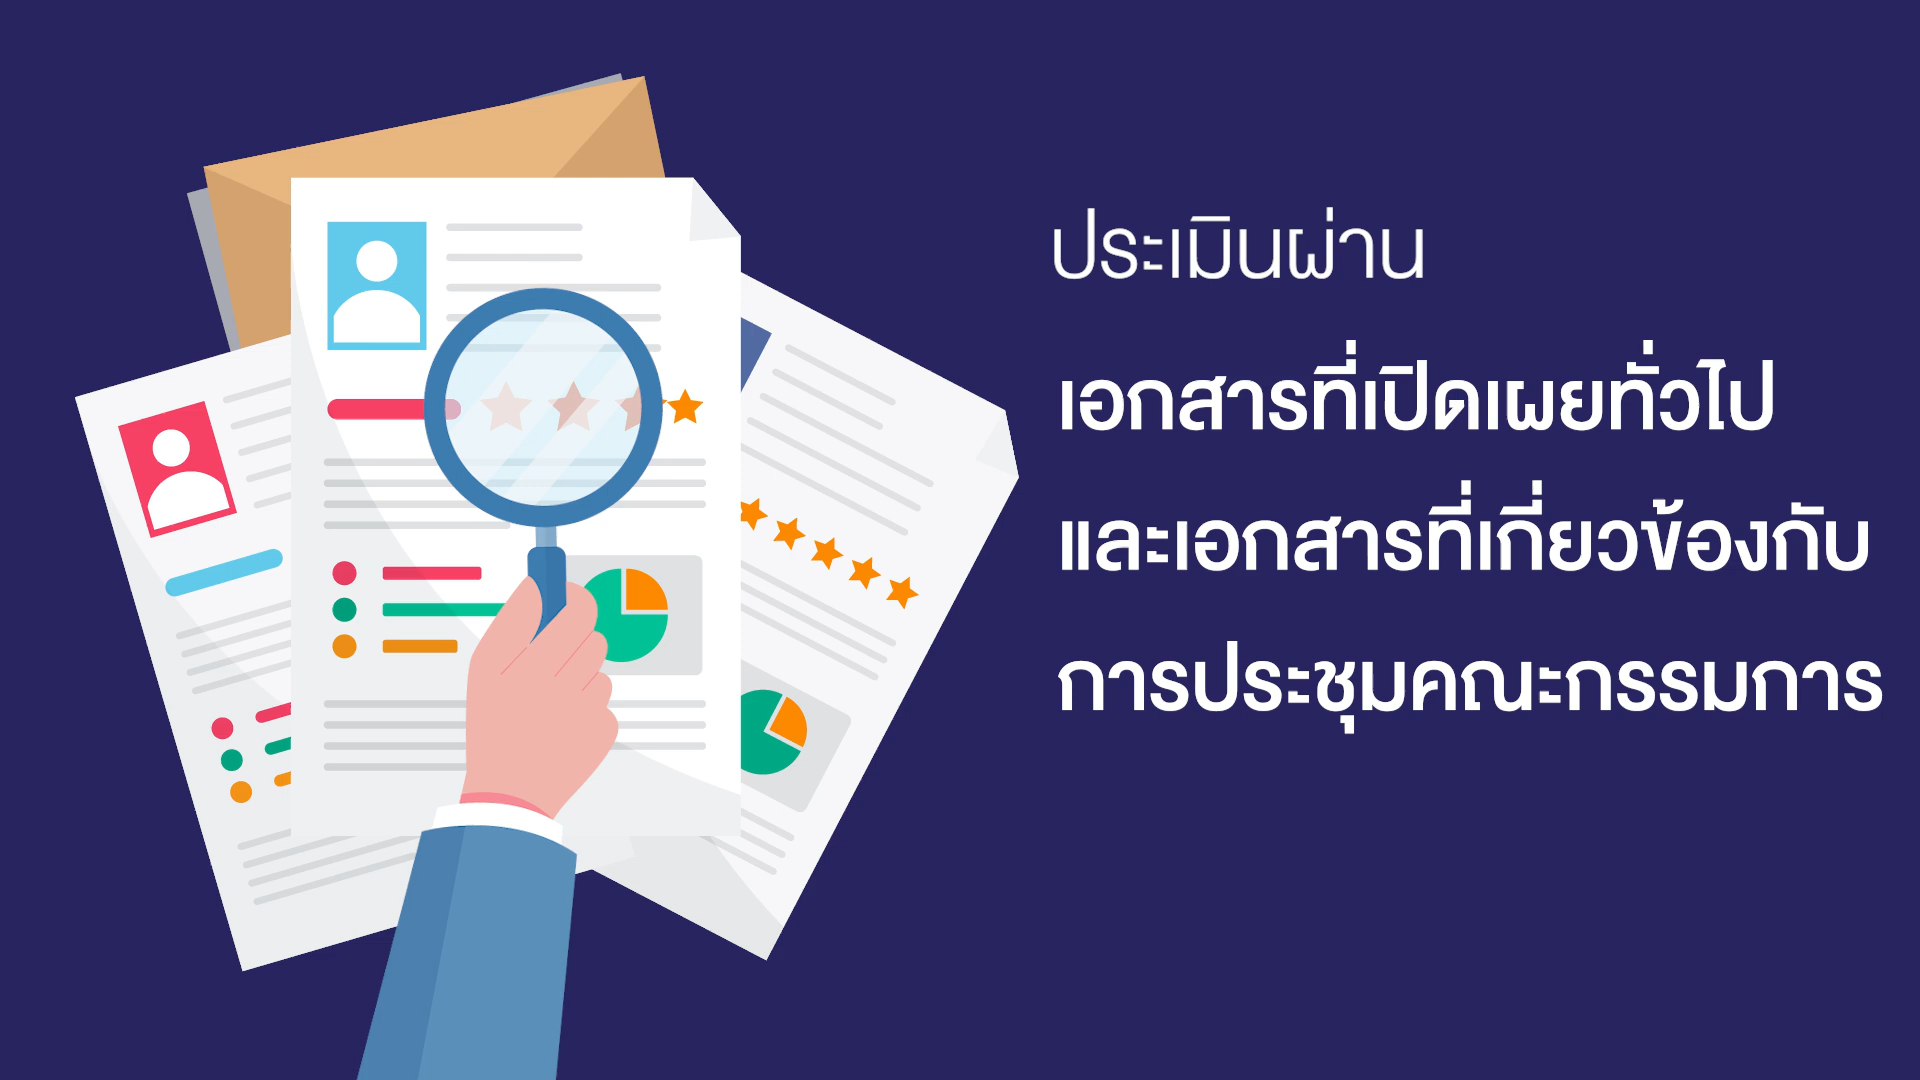 ประเมินผ่าน
เอกสารที่เปิดเผยทั่วไป
และเอกสารที่เกี่ยวข้องกับ
การประชุมคณะกรรมการ